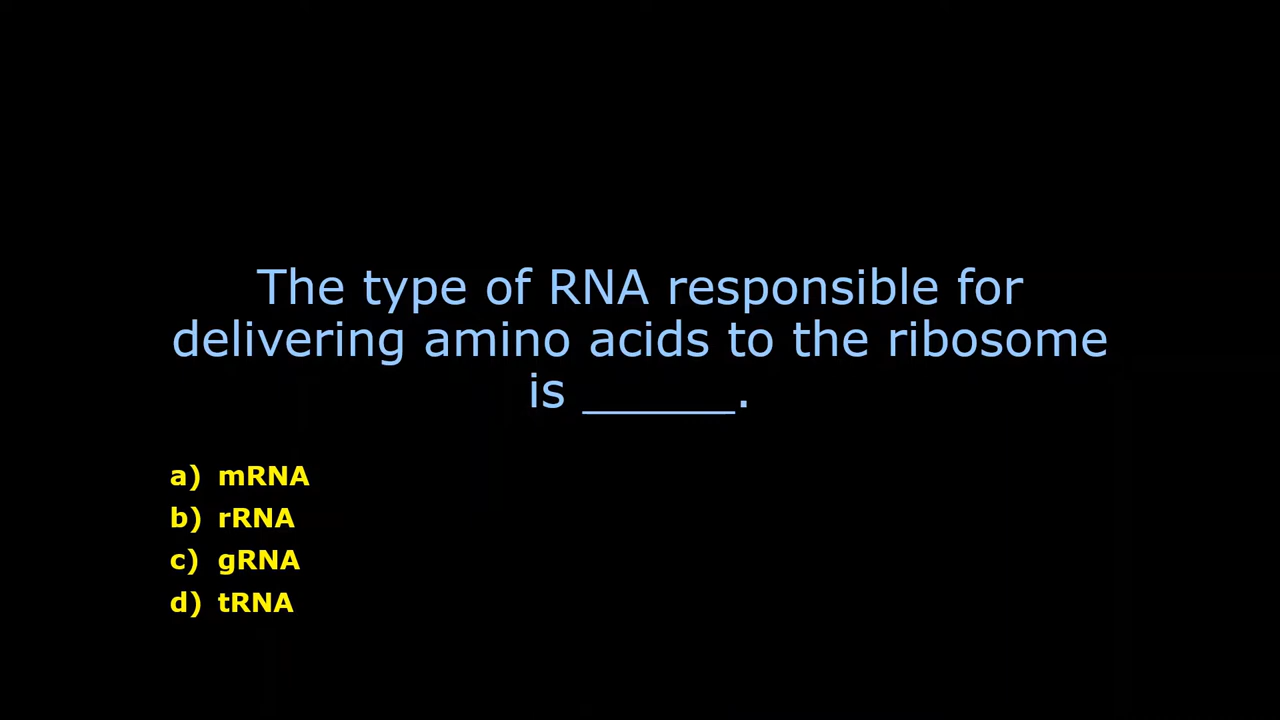 The type of RNA responsible for
delivering amino acids to the ribosome
is ______.
a) mRNA
b) rRNA
c) gRNA
d) tRNA